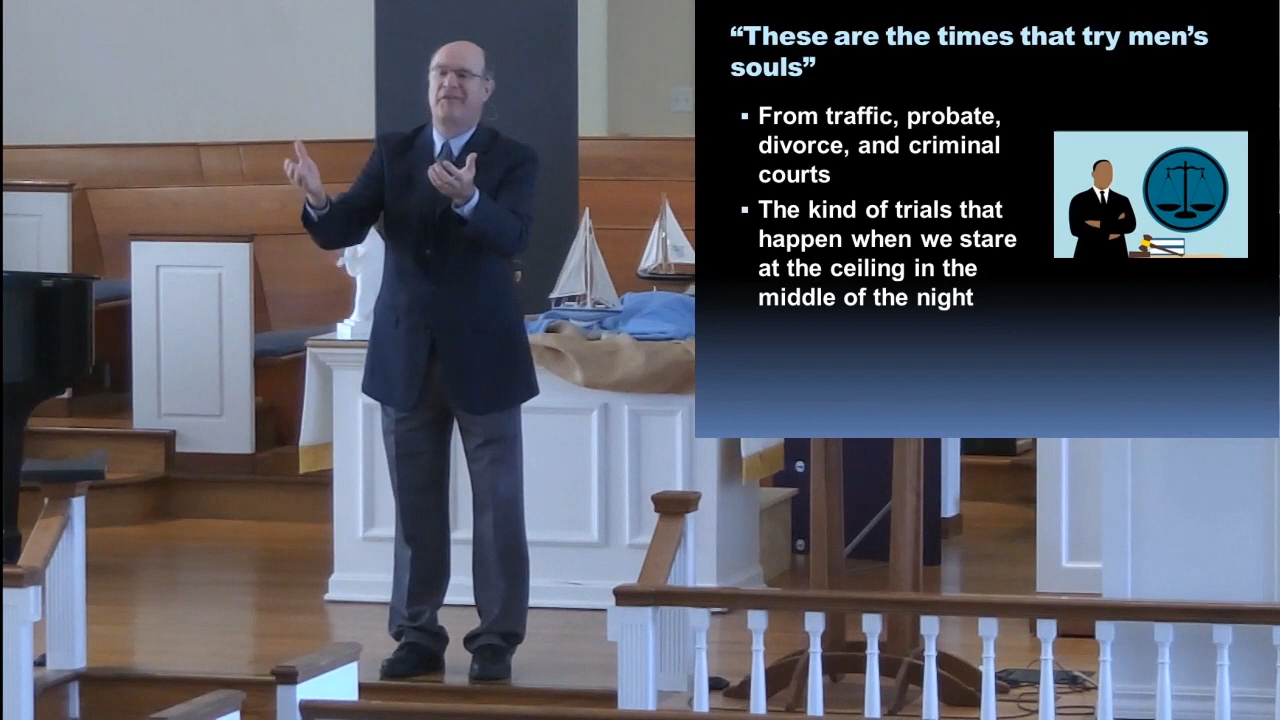 “These are the times that try men’s
souls”
▪ From traffic, probate,
divorce, and criminal
courts
▪ The kind of trials that
happen when we stare
at the ceiling in the
middle of the night